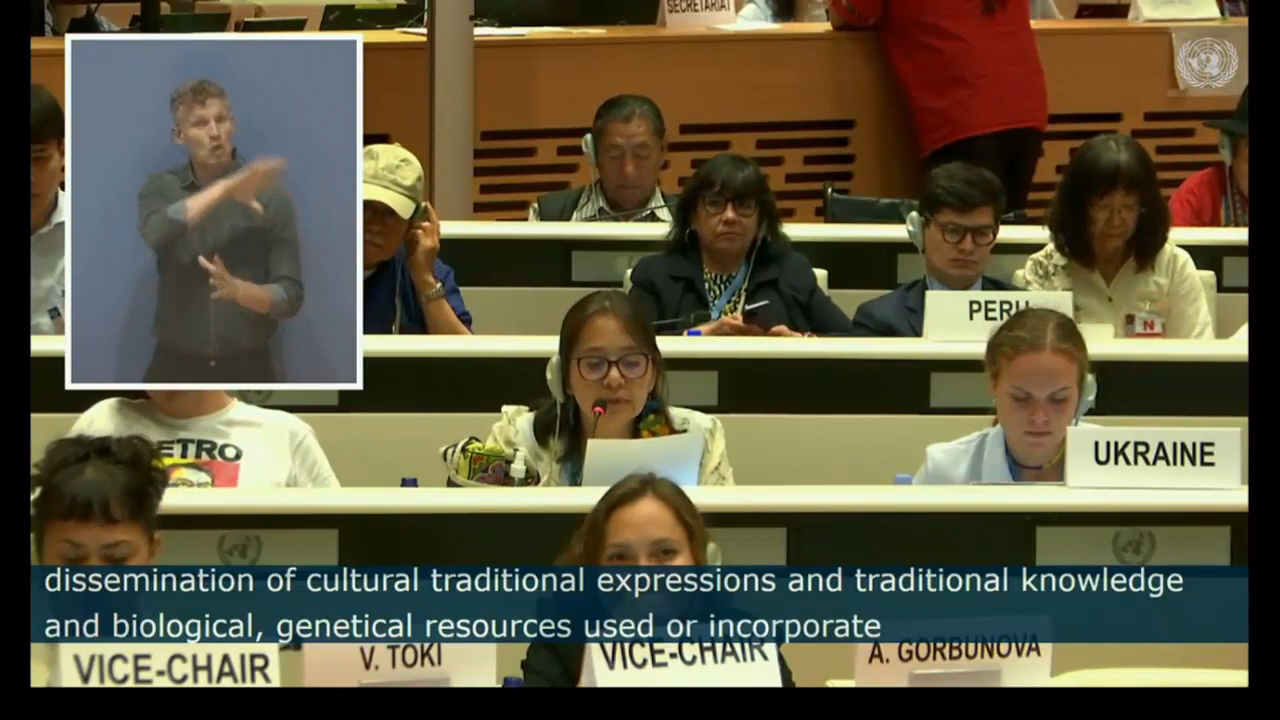 SECRETARIAT
PERU
N
ETRO
UKRAINE
dissemination of cultural traditional expressions and traditional knowledge
and biological, genetical resources used or incorporate
VICE-CHAIR
V. TOKI
VICE-CHAIR
A. GORBUNOVA